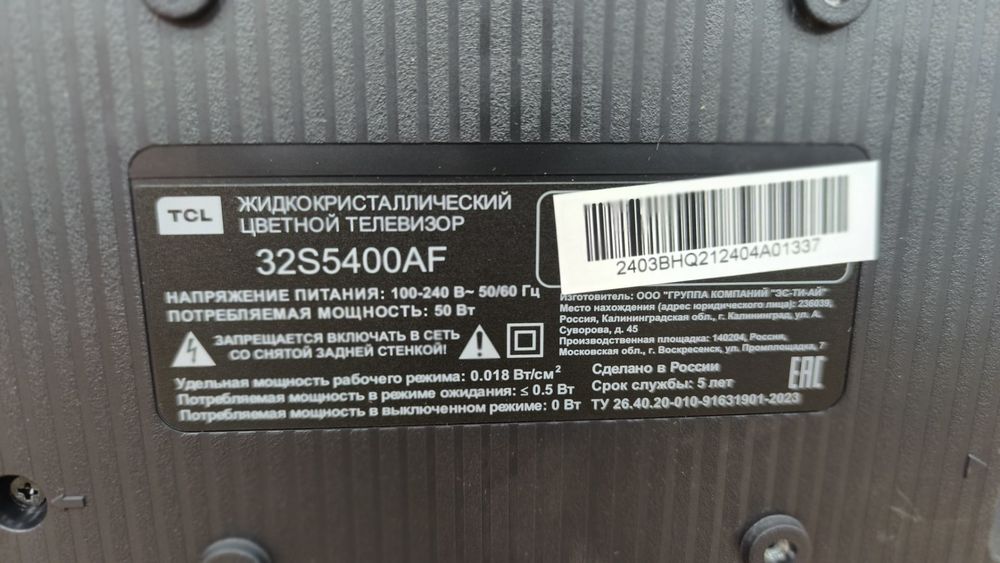 TCL
ЖИДКОКРИСТАЛЛИЧЕСКИЙ
ЦВЕТНОЙ ТЕЛЕВИЗОР
32S5400AF
2403BHQ212404A01337
НАПРЯЖЕНИЕ ПИТАНИЯ: 100-240 В~ 50/60 Гц
ПОТРЕБЛЯЕМАЯ МОЩНОСТЬ: 50 Вт
ЗАПРЕЩАЕТСЯ ВКЛЮЧАТЬ В СЕТЬ
СО СНЯТОЙ ЗАДНЕЙ СТЕНКОЙ!
Изготовитель: ООО "ГРУППА КОМПАНИЙ "ЭС-ТИ-АЙ"
Место нахождения (адрес юридического лица): 236039,
Россия, Калининградская обл., г. Калининград, ул. А.
Суворова, д. 45
Производственная площадка: 140204, Россия,
Московская обл., г. Воскресенск, ул. Промплощадка, 7
Удельная мощность рабочего режима: 0.018 Вт/см²
Потребляемая мощность в режиме ожидания: ≤ 0.5 Вт
Потребляемая мощность в выключенном режиме: 0 Вт
Сделано в России
Срок службы: 5 лет
ТУ 26.40.20-010-91631901-2023
EAC